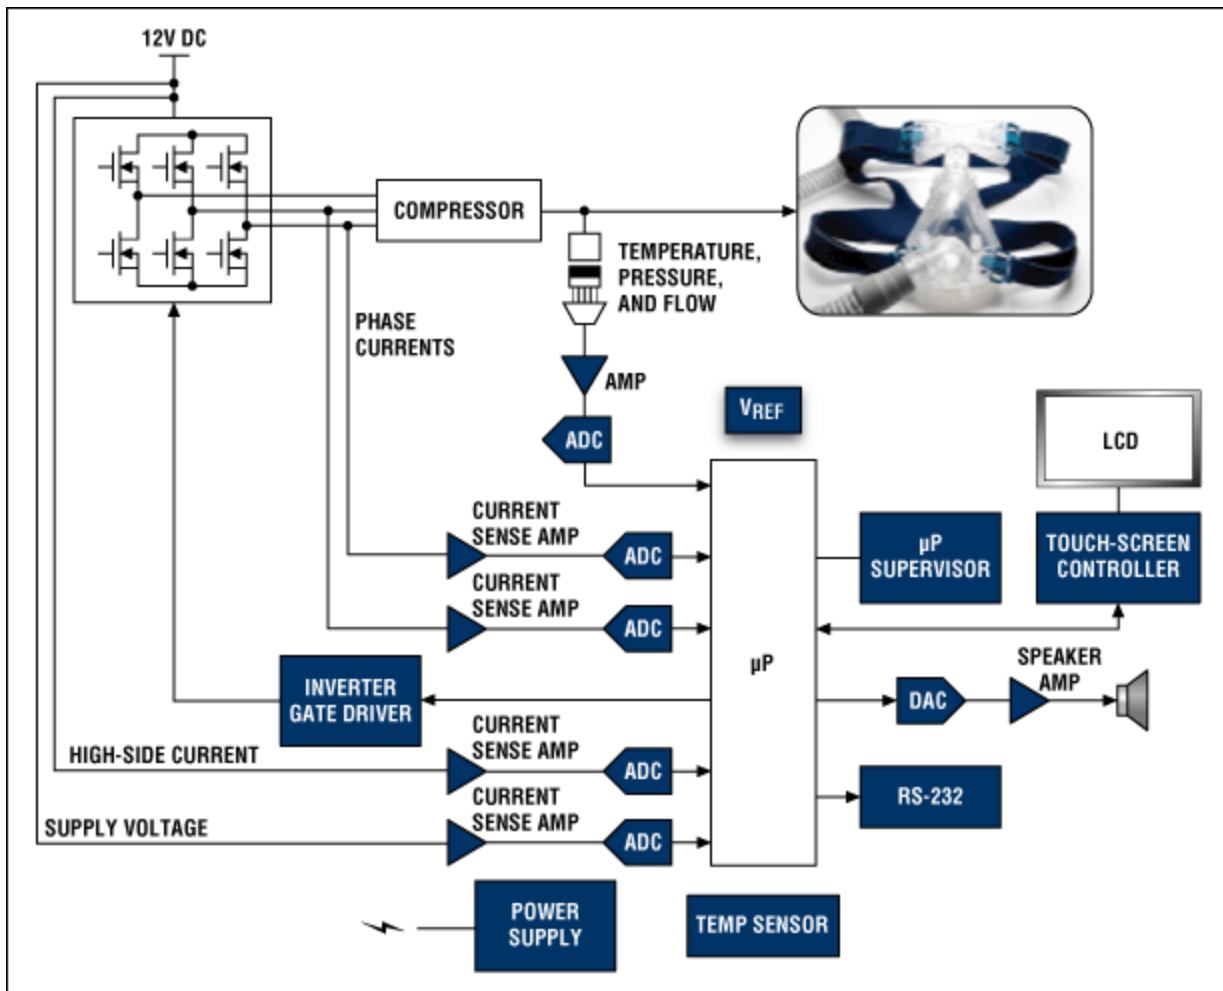 12V DC
COMPRESSOR
TEMPERATURE,
PRESSURE,
AND FLOW
PHASE
CURRENTS
AMP
ADC
VREF
LCD
CURRENT
SENSE AMP
ADC
µP
SUPERVISOR
TOUCH-SCREEN
CONTROLLER
CURRENT
SENSE AMP
ADC
µP
INVERTER
GATE DRIVER
DAC
SPEAKER
AMP
HIGH-SIDE CURRENT
CURRENT
SENSE AMP
ADC
RS-232
SUPPLY VOLTAGE
CURRENT
SENSE AMP
ADC
POWER
SUPPLY
TEMP SENSOR